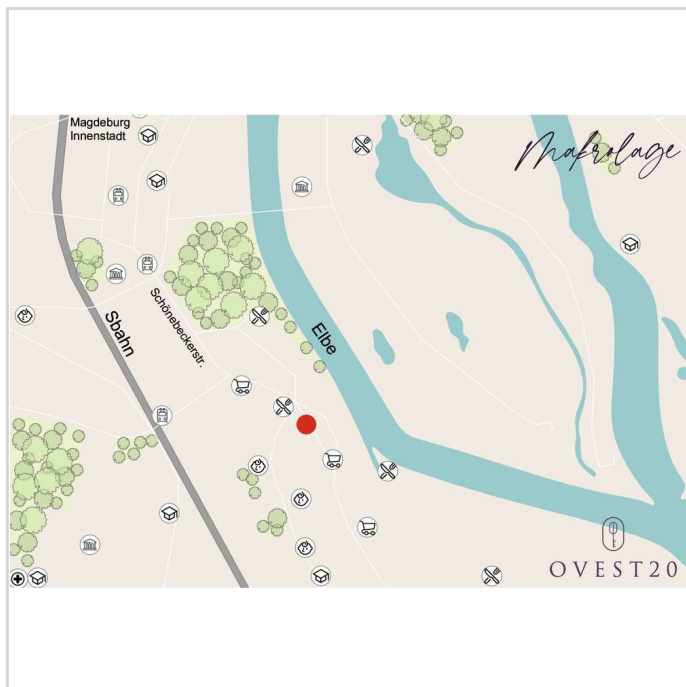 Magdeburg
Innenstadt
Makrolage
Schönebeckerstr.
Sbahn
Elbe
OVEST20